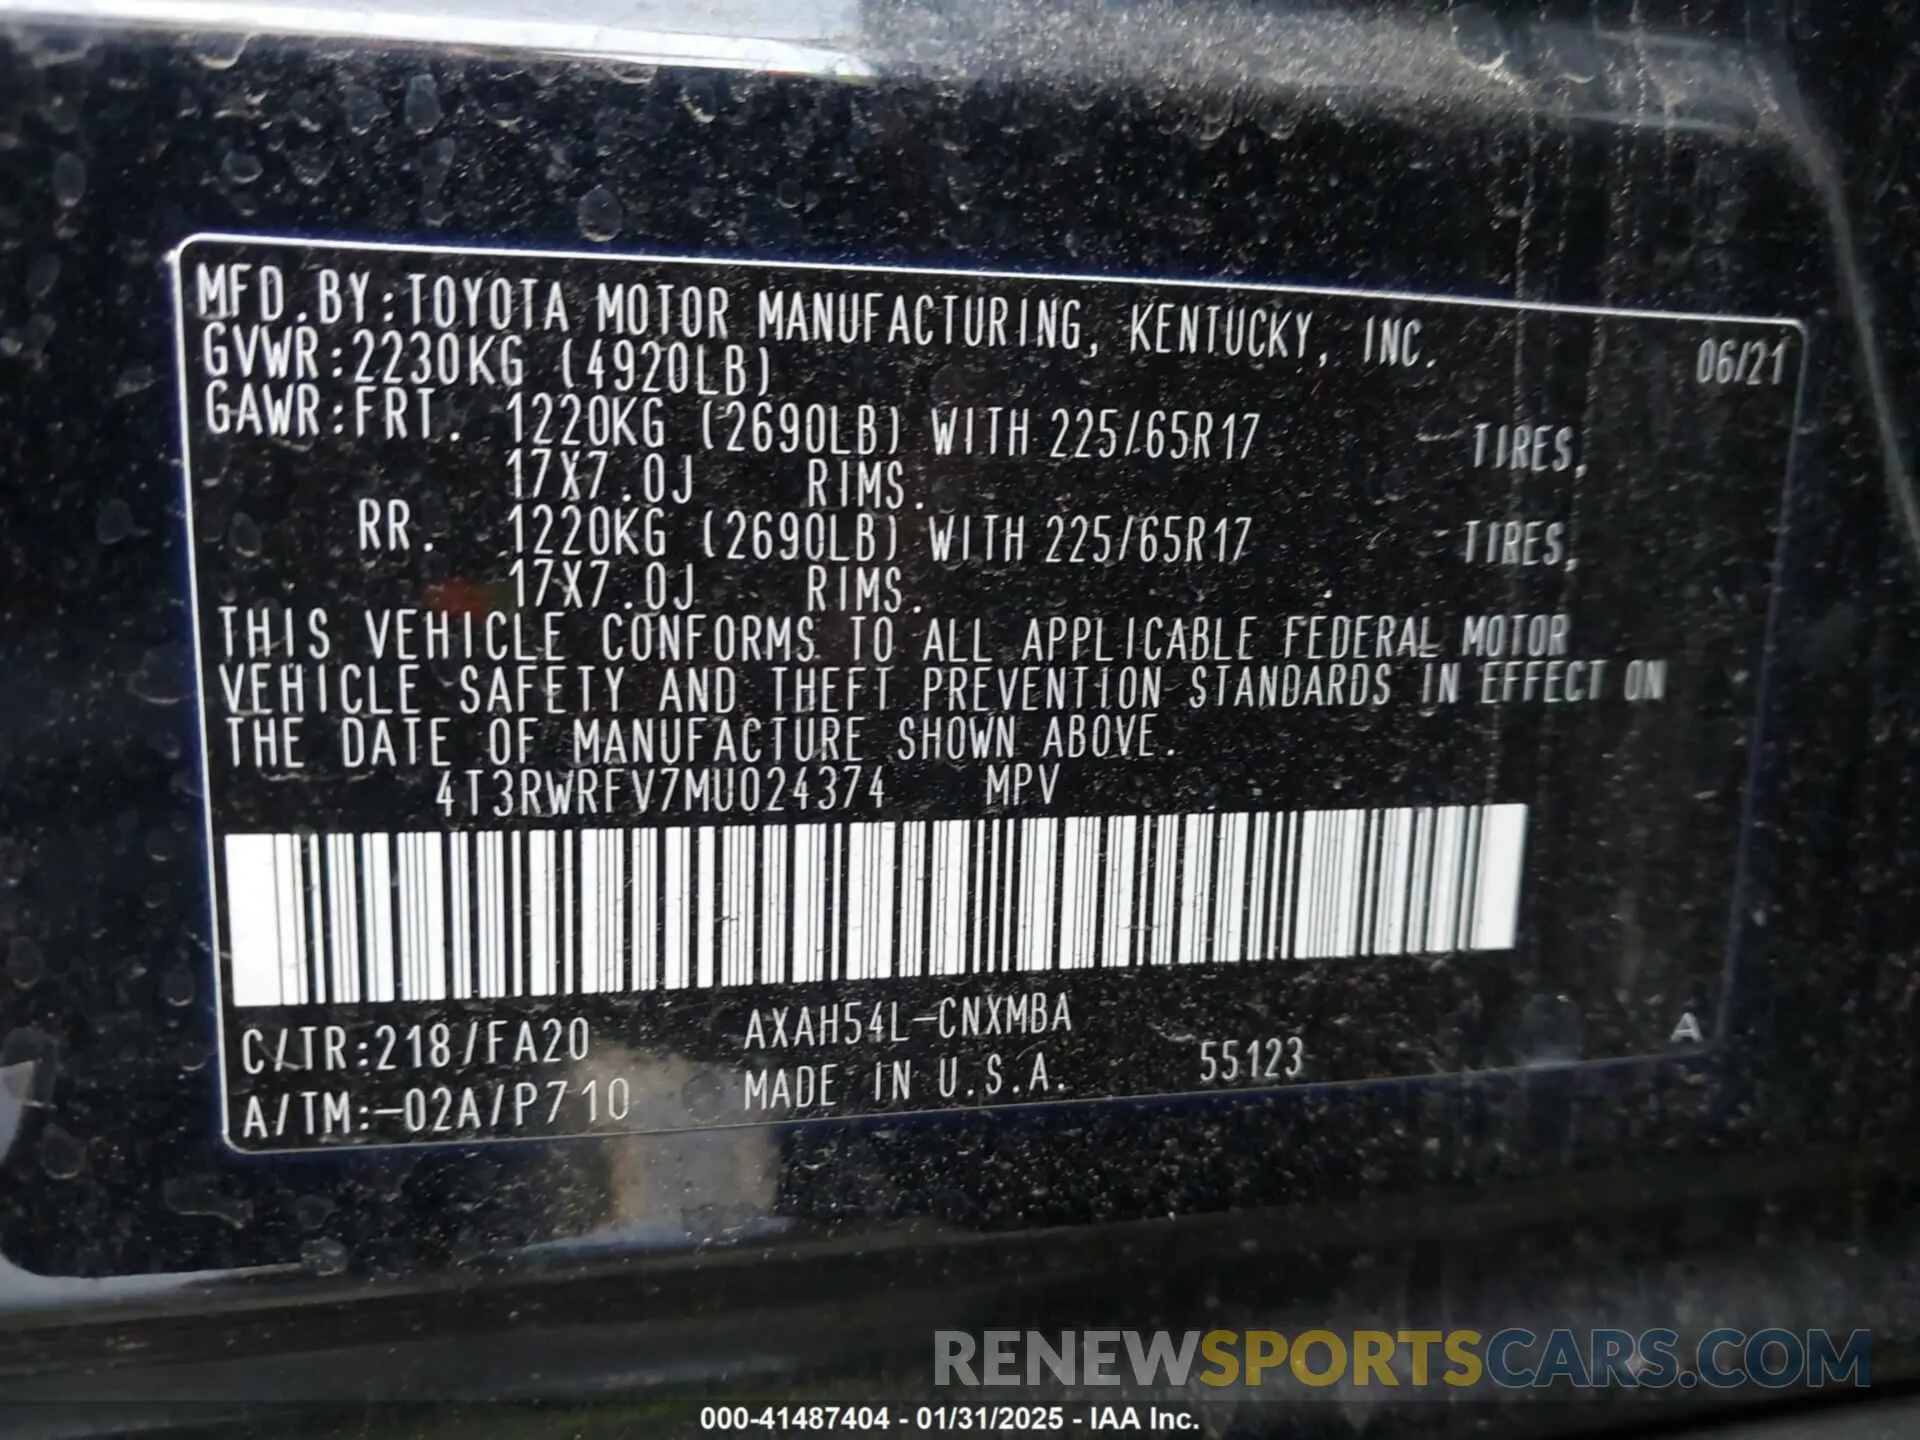 MFD.BY:TOYOTA MOTOR MANUFACTURING, KENTUCKY, INC. 06/21
GVWR:2230KG (4920LB)
GAWR:FRT. 1220KG (2690LB) WITH 225/65R17 TIRES,
17X7.0J RIMS.
RR. 1220KG (2690LB) WITH 225/65R17 TIRES,
17X7.0J RIMS.
THIS VEHICLE CONFORMS TO ALL APPLICABLE FEDERAL MOTOR
VEHICLE SAFETY AND THEFT PREVENTION STANDARDS IN EFFECT ON
THE DATE OF MANUFACTURE SHOWN ABOVE.
4T3RWRFV7MU024374 MPV
C/TR:218/FA20 AXAH54L-CNXMBA A
A/TM:-02A/P710 MADE IN U.S.A. 55123
RENEWSPORTSCARS.COM
000-41487404 - 01/31/2025 - IAA Inc.